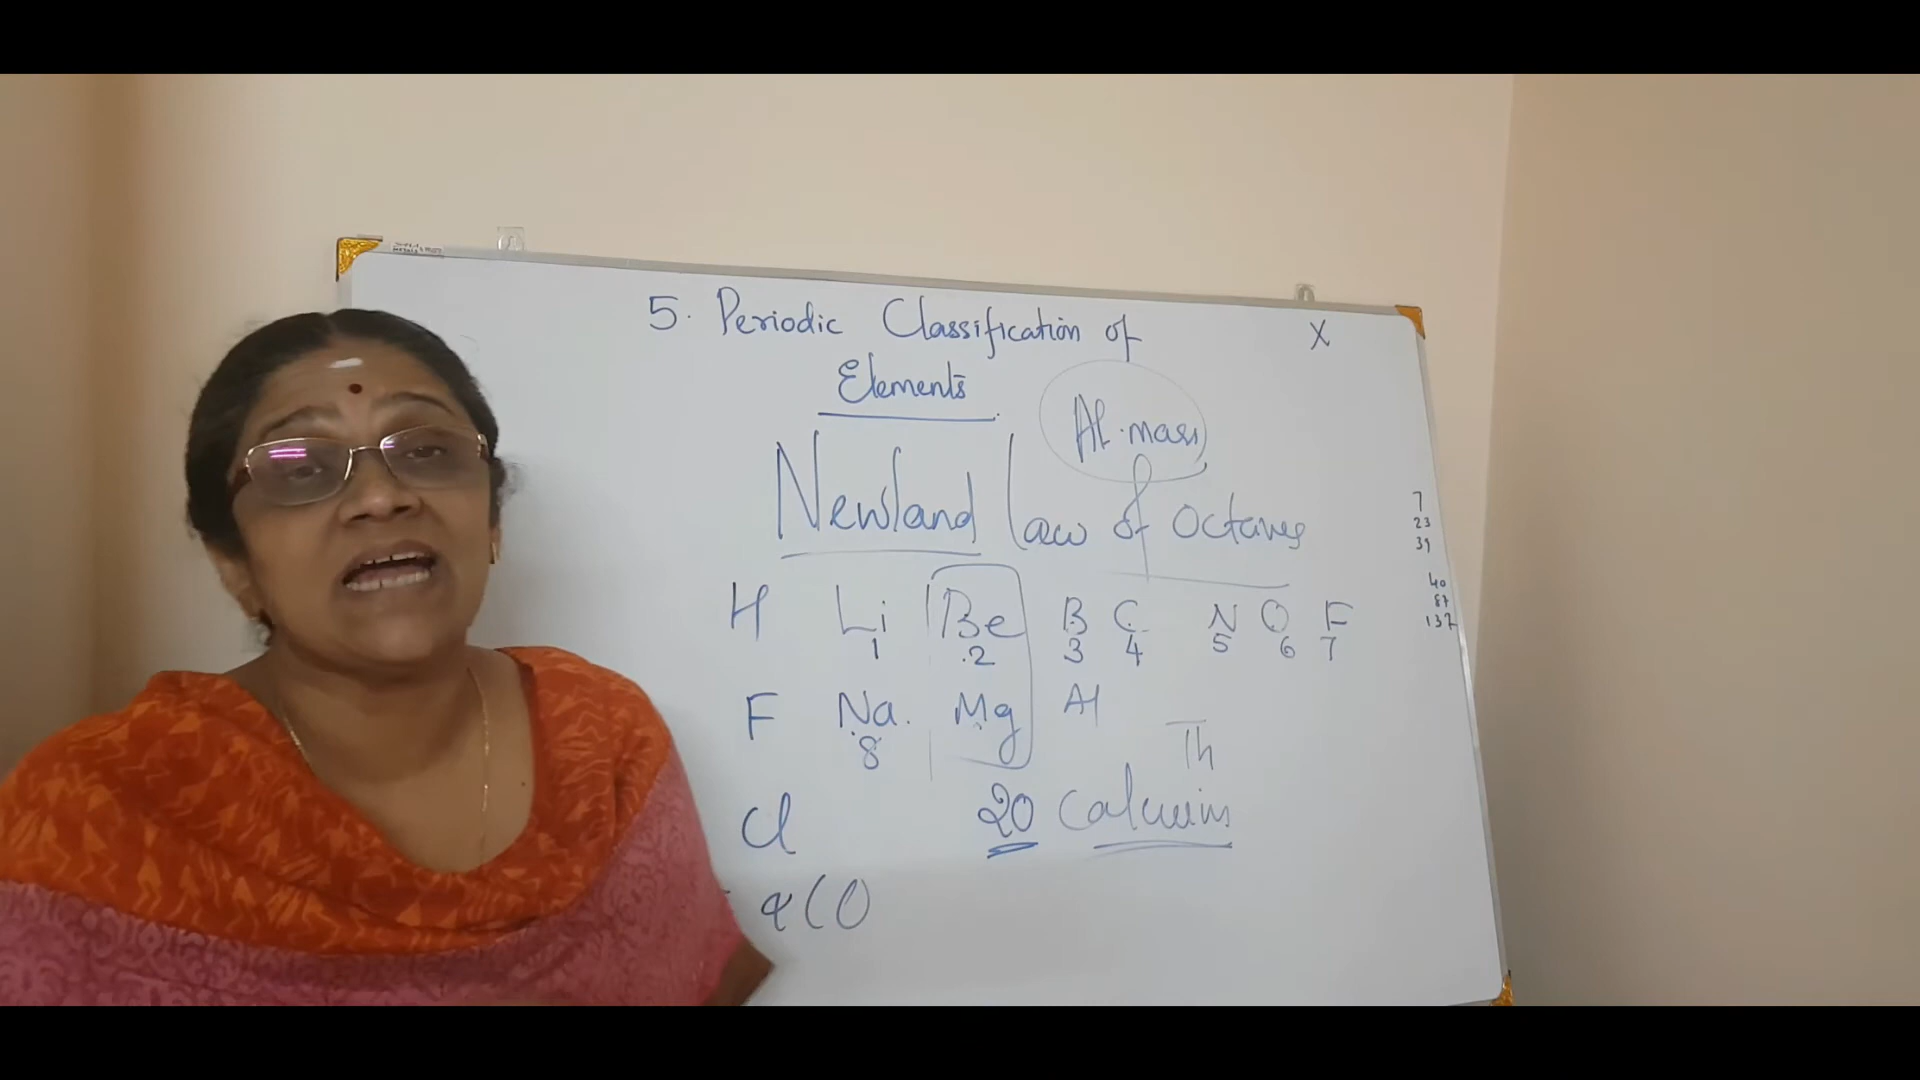 5. Periodic Classification of X
Elements
At. mass
Newland law of octaves
7
23
39
40
87
137
H Li Be B C N O F
1 2 3 4 5 6 7
F Na. Mg Al
8
Th
Cl 20 Calcuim